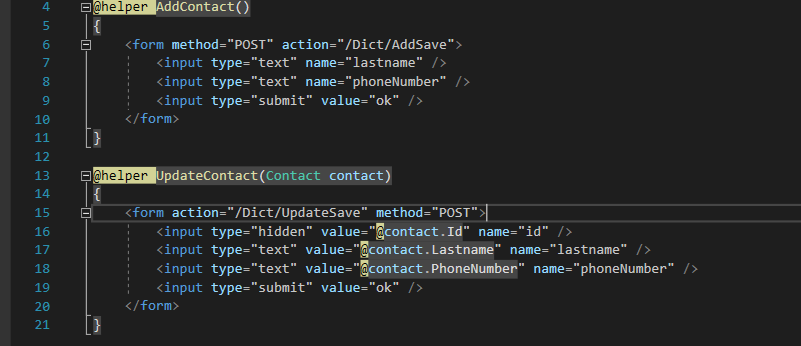 4 @helper AddContact()
5 {
6 <form method="POST" action="/Dict/AddSave">
7 <input type="text" name="lastname" />
8 <input type="text" name="phoneNumber" />
9 <input type="submit" value="ok" />
10 </form>
11 }
12
13 @helper UpdateContact(Contact contact)
14 {
15 <form action="/Dict/UpdateSave" method="POST">
16 <input type="hidden" value="@contact.Id" name="id" />
17 <input type="text" value="@contact.Lastname" name="lastname" />
18 <input type="text" value="@contact.PhoneNumber" name="phoneNumber" />
19 <input type="submit" value="ok" />
20 </form>
21 }